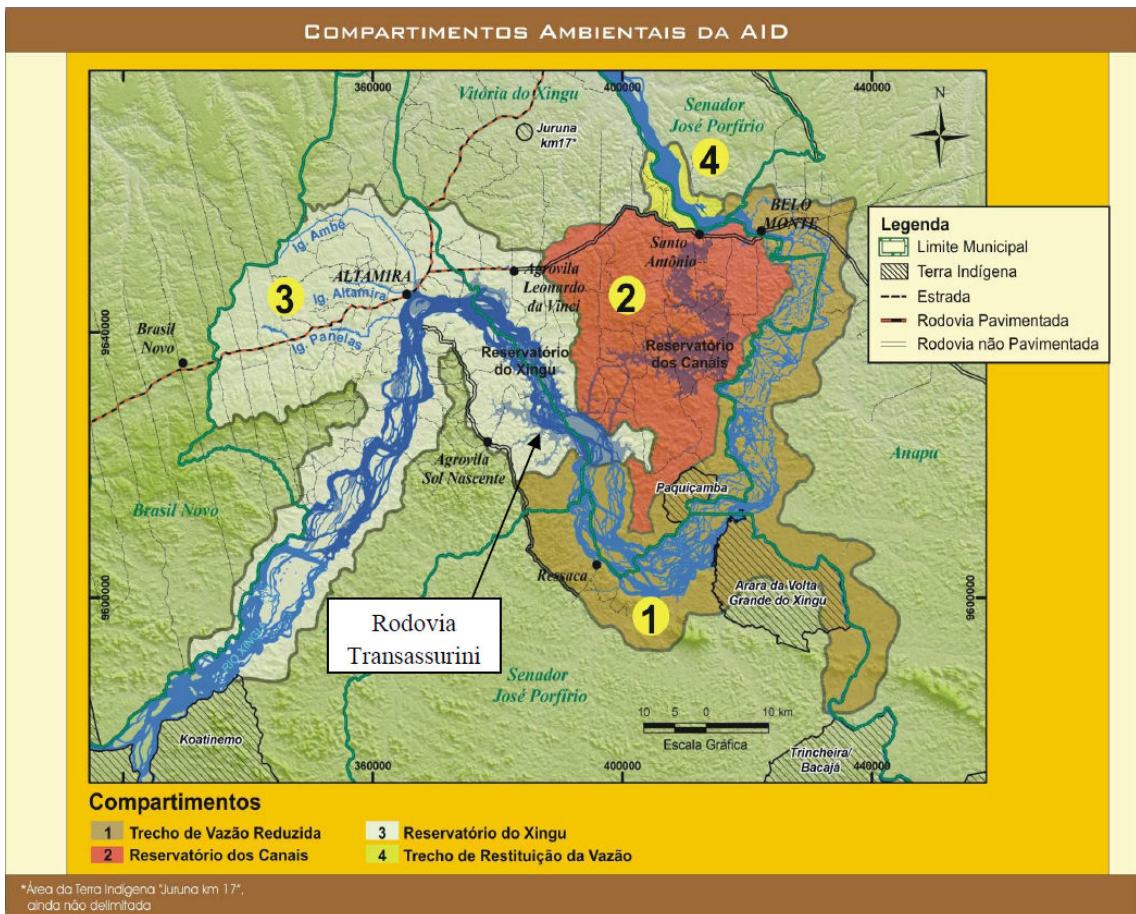 COMPARTIMENTOS AMBIENTAIS DA AID
360000
400000
440000
Vitória do Xingu
Senador
José Porfírio
Juruna
km17*
N
4
BELO
MONTE
Legenda
Limite Municipal
Terra Indígena
Estrada
Rodovia Pavimentada
Rodovia não Pavimentada
Ig. Ambé
ALTAMIRA
3
Ig. Altamira
Ig. Panelas
Agrovila
Leonardo
da Vinci
Santo
Antônio
2
9640000
9640000
Brasil
Novo
Reservatório
do Xingu
Reservatório
dos Canais
Agrovila
Sol Nascente
Paquiçamba
Anapu
Brasil Novo
Ressaca
Arara da Volta
Grande do Xingu
9600000
9600000
1
Rodovia
Transassurini
RIO XINGU
Senador
José Porfírio
10 5 0 10 km
Escala Gráfica
Koatinemo
Trincheira/
Bacajá
360000
400000
440000
Compartimentos
1 Trecho de Vazão Reduzida
2 Reservatório dos Canais
3 Reservatório do Xingu
4 Trecho de Restituição da Vazão
*Área da Terra Indígena "Juruna km 17",
ainda não delimitada